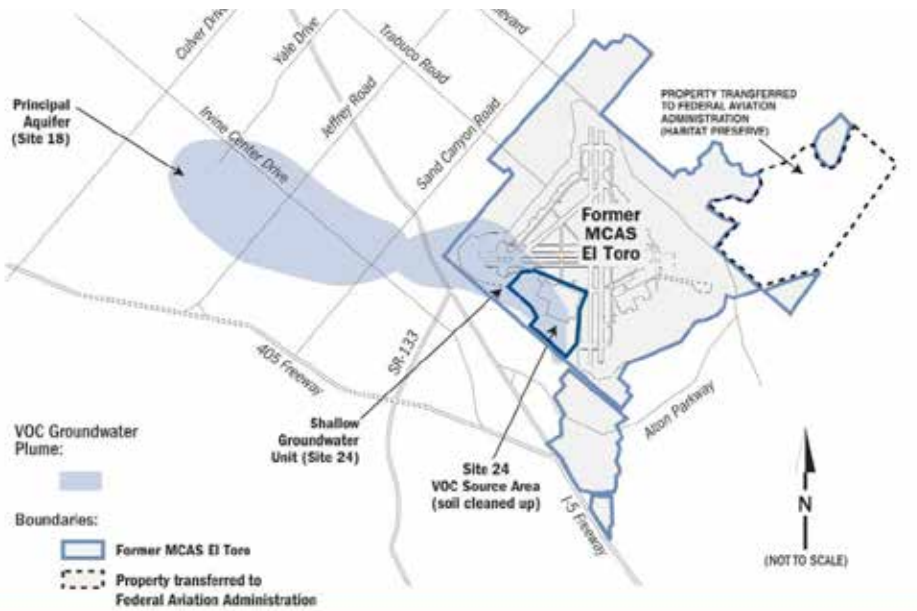 Culver Drive
Yale Drive
Trabuco Road
Jeffrey Road
Irvine Center Drive
Sand Canyon Road
Principal
Aquifer
(Site 18)
PROPERTY TRANSFERRED
TO FEDERAL AVIATION
ADMINISTRATION
(HABITAT PRESERVE)
Former
MCAS
El Toro
405 Freeway
SR-133
Shallow
Groundwater
Unit (Site 24)
Site 24
VOC Source Area
(soil cleaned up)
I-5 Freeway
Parkway
VOC Groundwater
Plume:
Boundaries:
Former MCAS El Toro
Property transferred to
Federal Aviation Administration
N
(NOT TO SCALE)